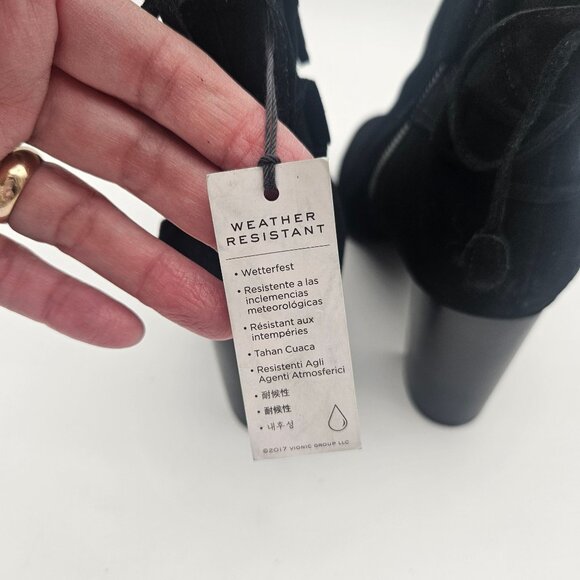 WEATHER
RESISTANT
• Wetterfest
• Resistente a las
inclemencias
meteorológicas
• Résistant aux
intempéries
• Tahan Cuaca
• Resistenti Agli
Agenti Atmosferici
• 耐候性
• 耐候性
• 내후성
©2017 VIONIC GROUP LLC